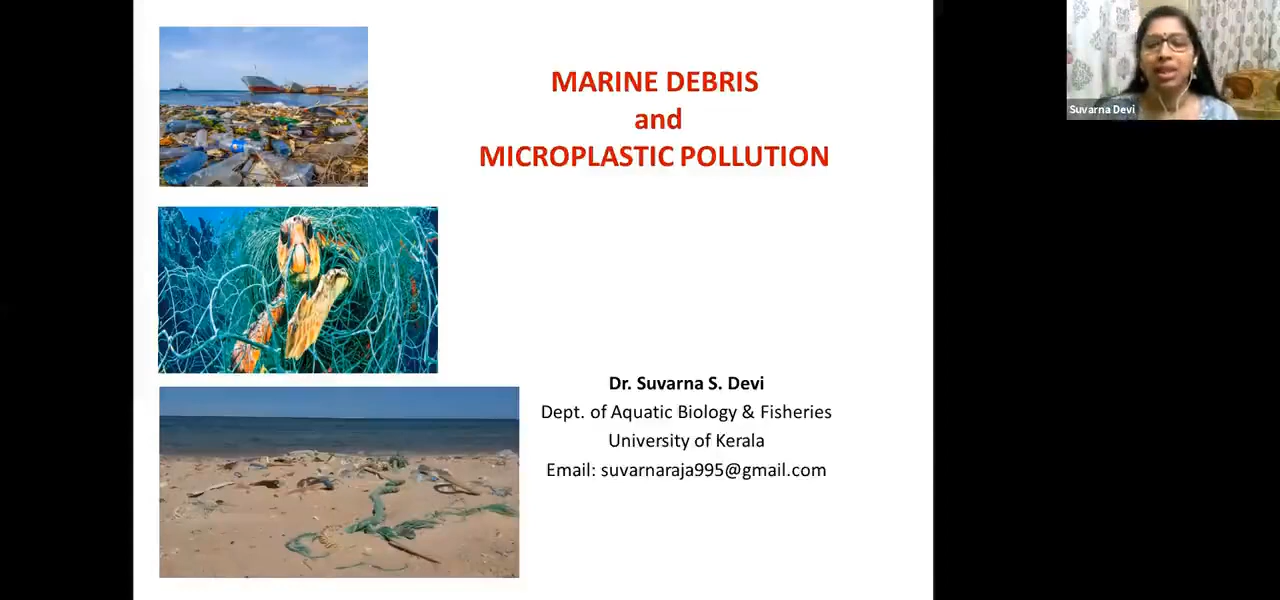 MARINE DEBRIS
and
MICROPLASTIC POLLUTION
Suvarna Devi
Dr. Suvarna S. Devi
Dept. of Aquatic Biology & Fisheries
University of Kerala
Email: suvarnaraja995@gmail.com